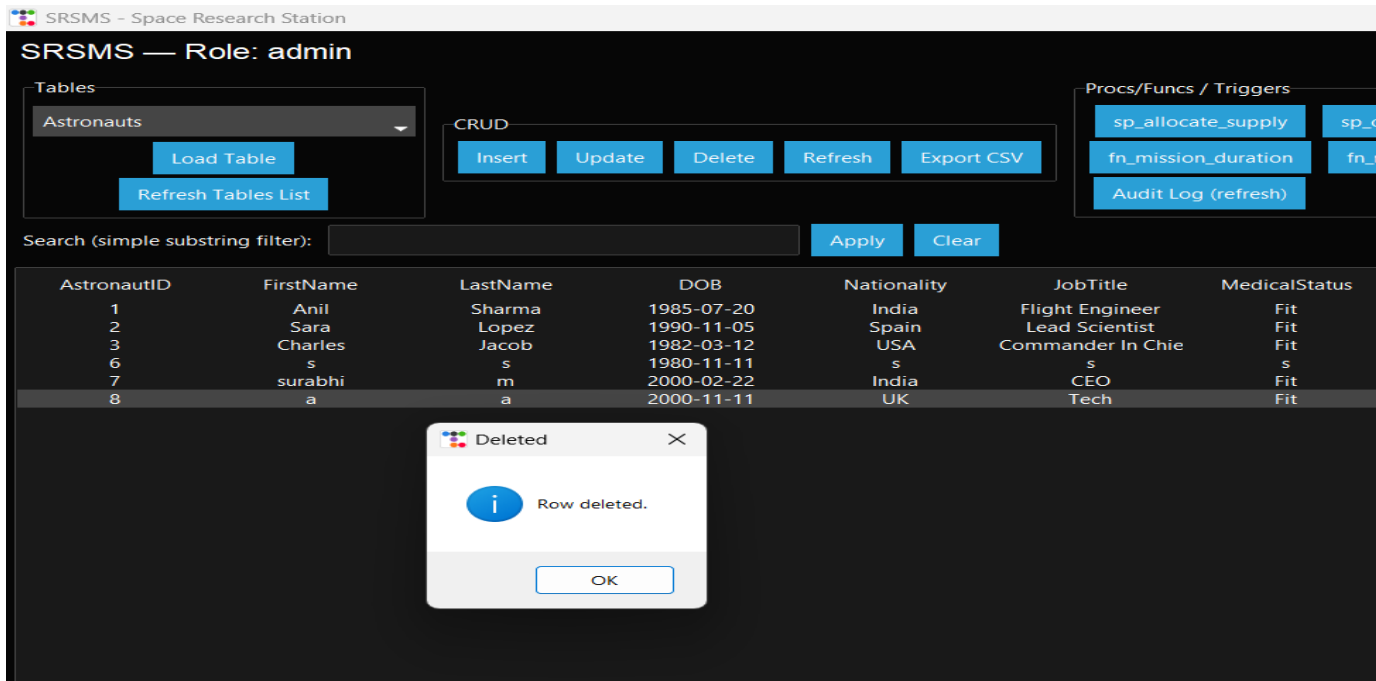 SRSMS - Space Research Station
SRSMS — Role: admin
Tables
Astronauts
Load Table
Refresh Tables List
CRUD
Insert Update Delete Refresh Export CSV
Procs/Funcs / Triggers
sp_allocate_supply sp_
fn_mission_duration fn_
Audit Log (refresh)
Search (simple substring filter): Apply Clear
AstronautID FirstName LastName DOB Nationality JobTitle MedicalStatus
1 Anil Sharma 1985-07-20 India Flight Engineer Fit
2 Sara Lopez 1990-11-05 Spain Lead Scientist Fit
3 Charles Jacob 1982-03-12 USA Commander In Chie Fit
6 s s 1980-11-11 s s s
7 surabhi m 2000-02-22 India CEO Fit
8 a a 2000-11-11 UK Tech Fit
Deleted
i
Row deleted.
OK